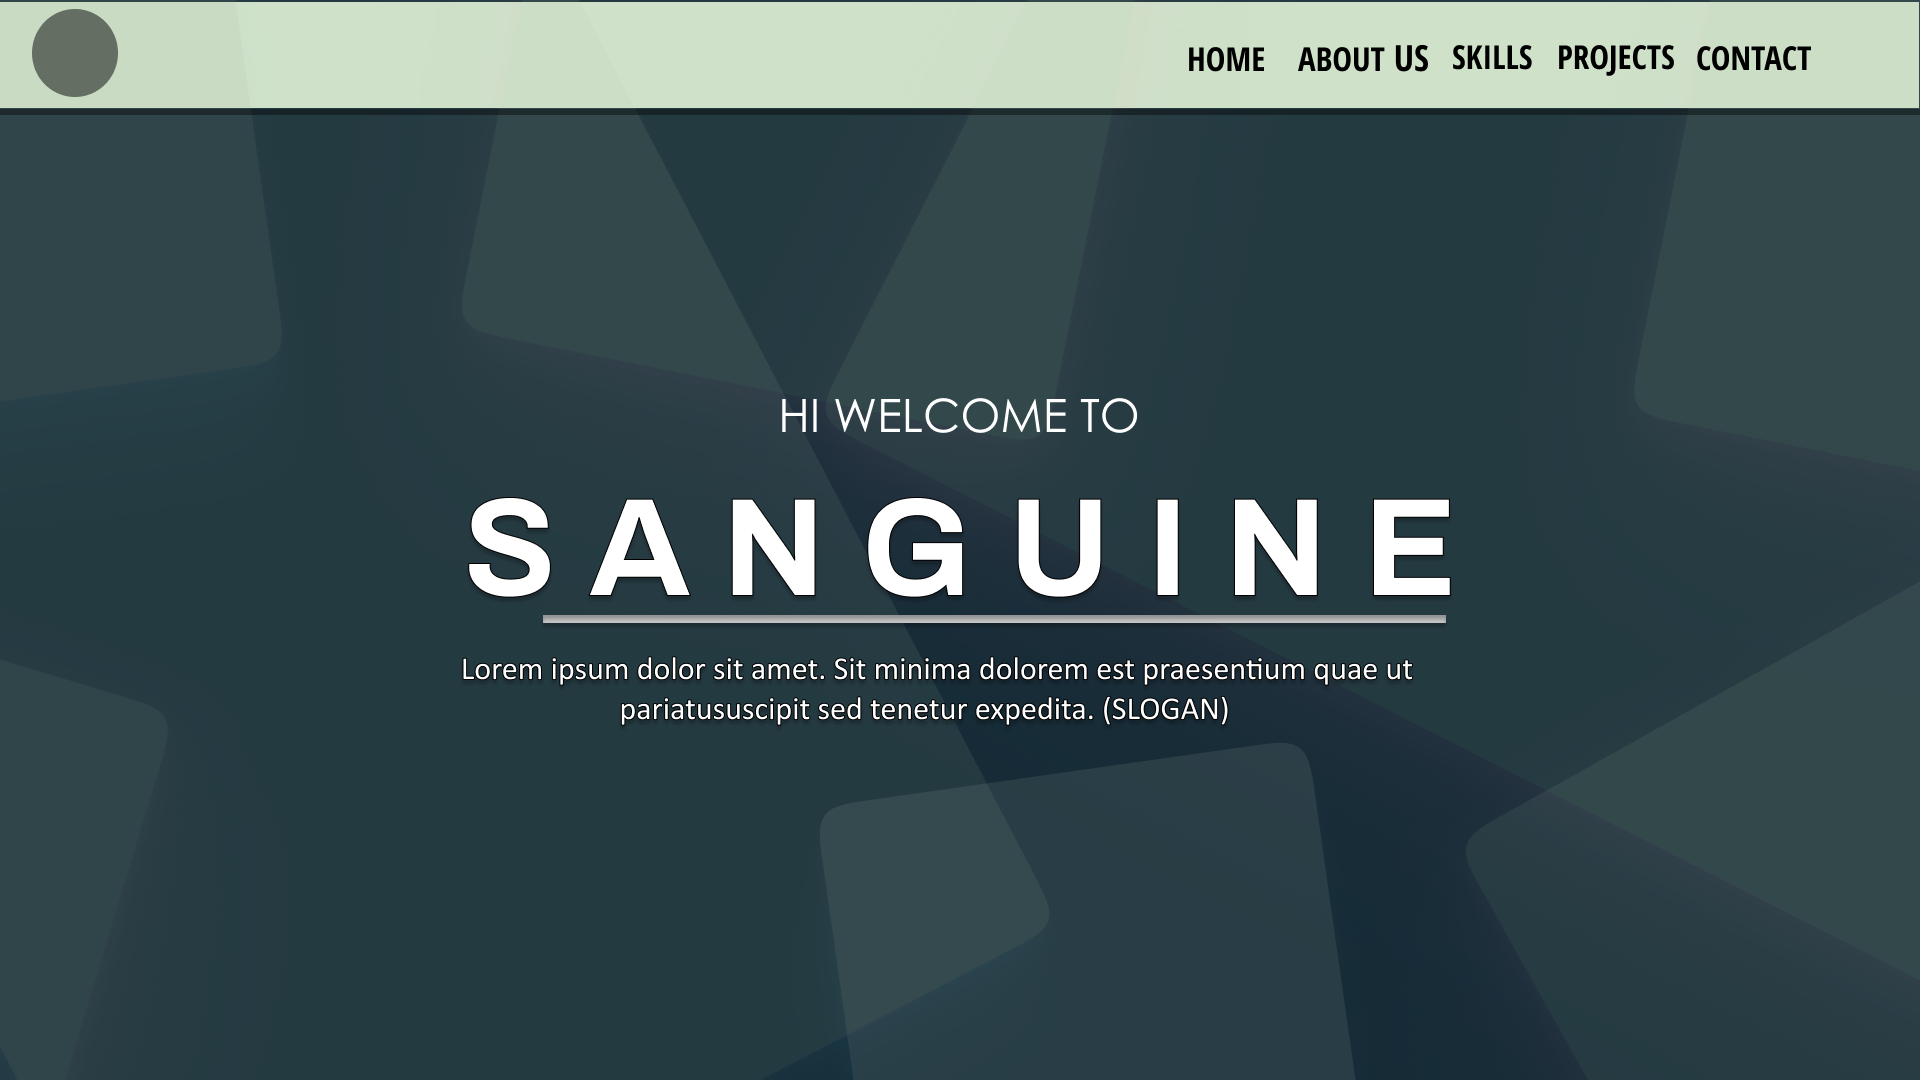 HOME ABOUT US SKILLS PROJECTS CONTACT
HI WELCOME TO
SANGUINE
Lorem ipsum dolor sit amet. Sit minima dolorem est praesentium quae ut
pariatususcipit sed tenetur expedita. (SLOGAN)